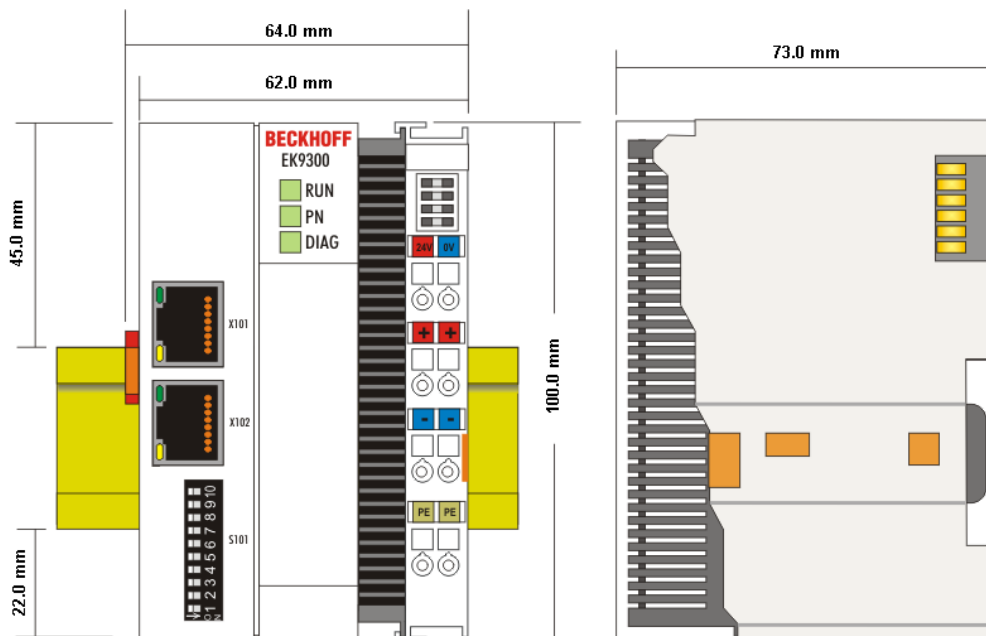 64.0 mm
62.0 mm
73.0 mm
45.0 mm
100.0 mm
22.0 mm
BECKHOFF
EK9300
RUN
PN
DIAG
24V 0V
X101
+ +
X102
- -
S101
1 2 3 4 5 6 7 8 9 10
PE PE